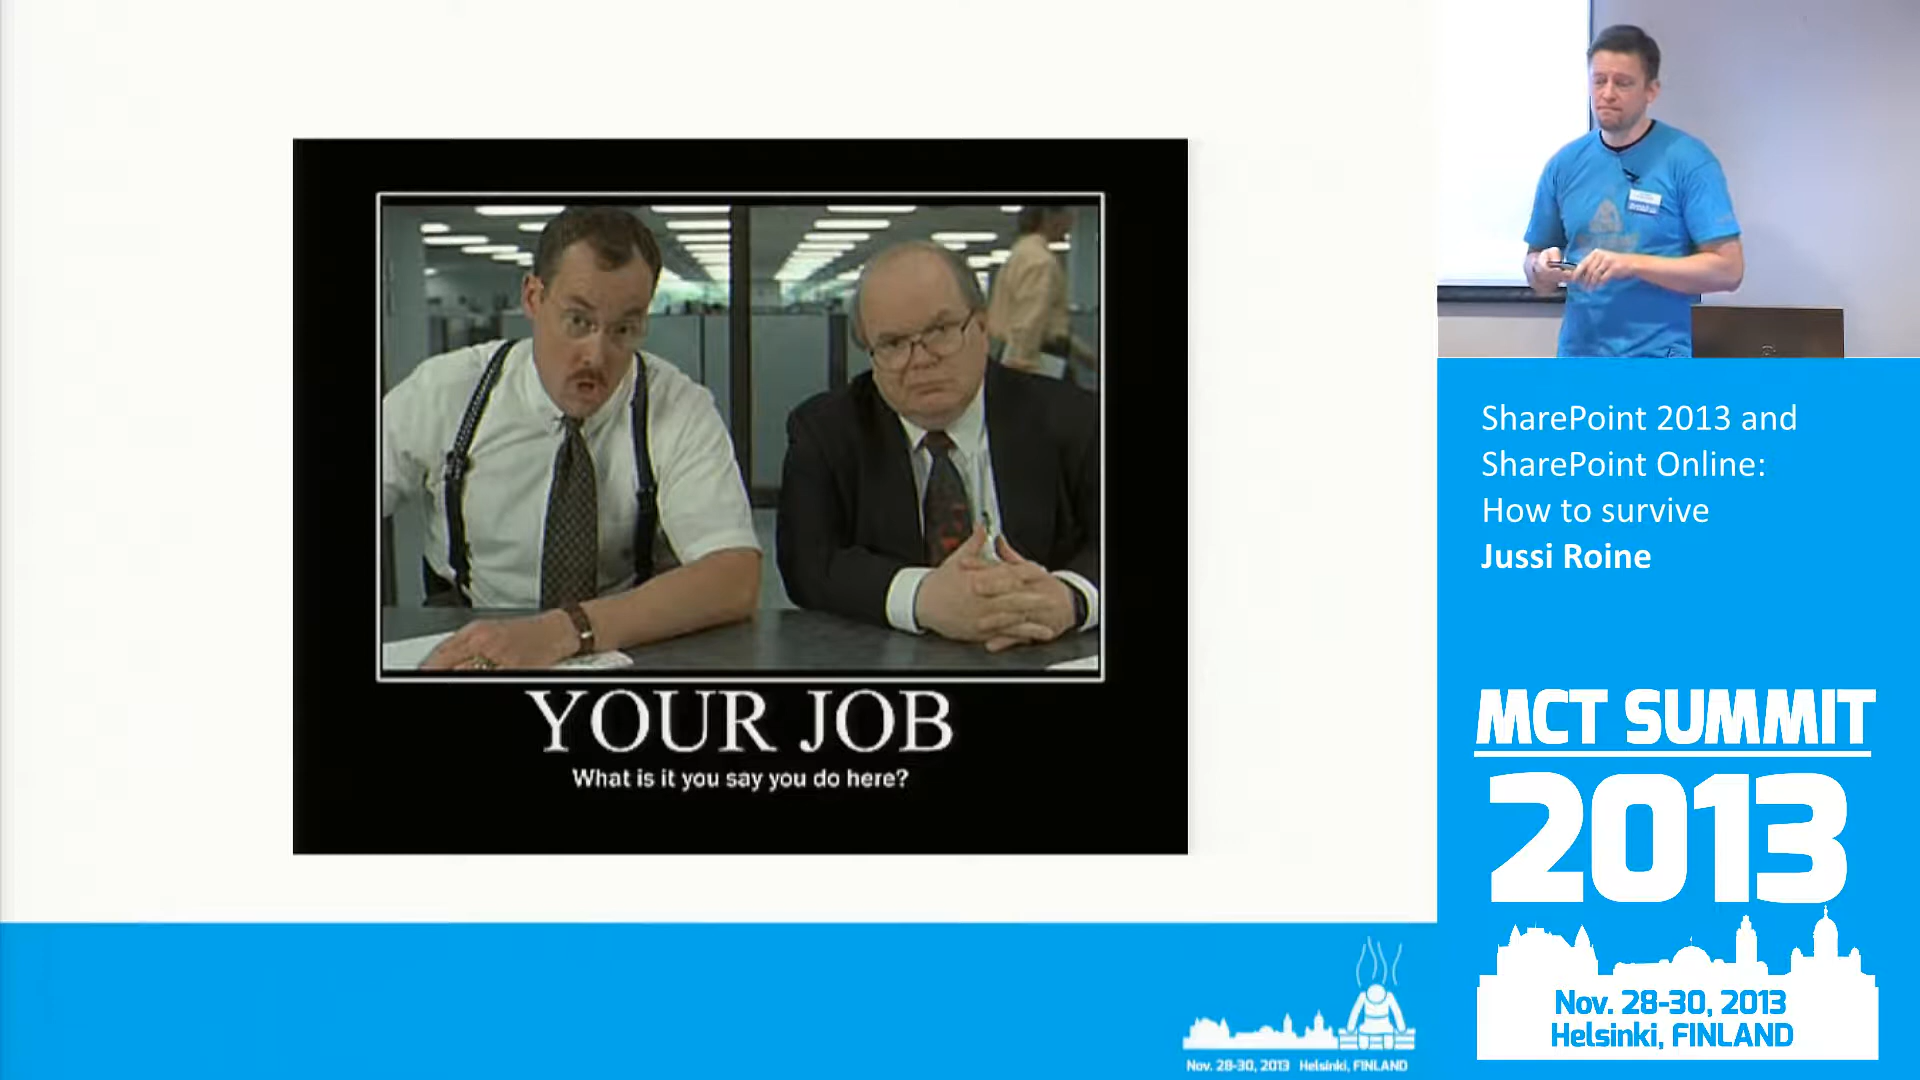 YOUR JOB
What is it you say you do here?
SharePoint 2013 and
SharePoint Online:
How to survive
Jussi Roine
MCT SUMMIT
2013
Nov. 28-30, 2013
Helsinki, FINLAND
Nov. 28-30, 2013 Helsinki, FINLAND